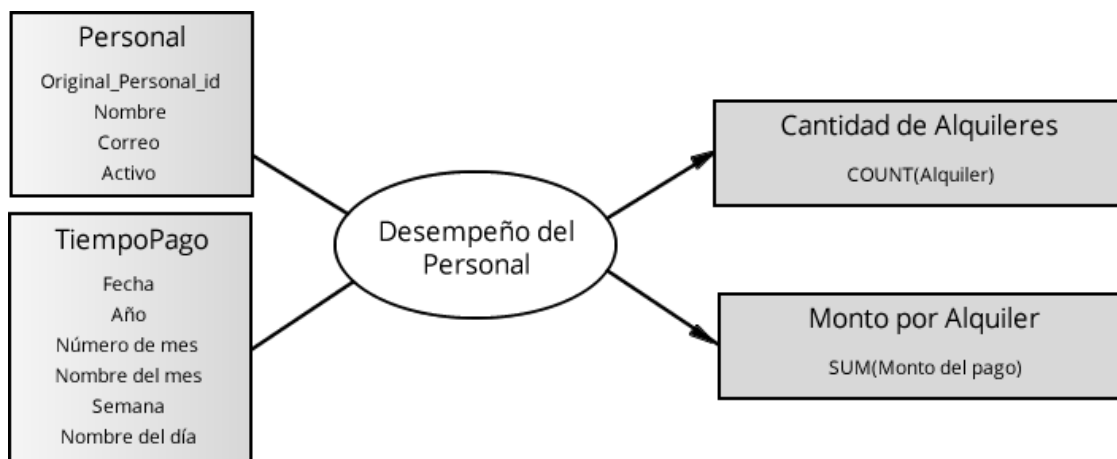 Personal
Original_Personal_id
Nombre
Correo
Activo
TiempoPago
Fecha
Año
Número de mes
Nombre del mes
Semana
Nombre del día
Desempeño del
Personal
Cantidad de Alquileres
COUNT(Alquiler)
Monto por Alquiler
SUM(Monto del pago)